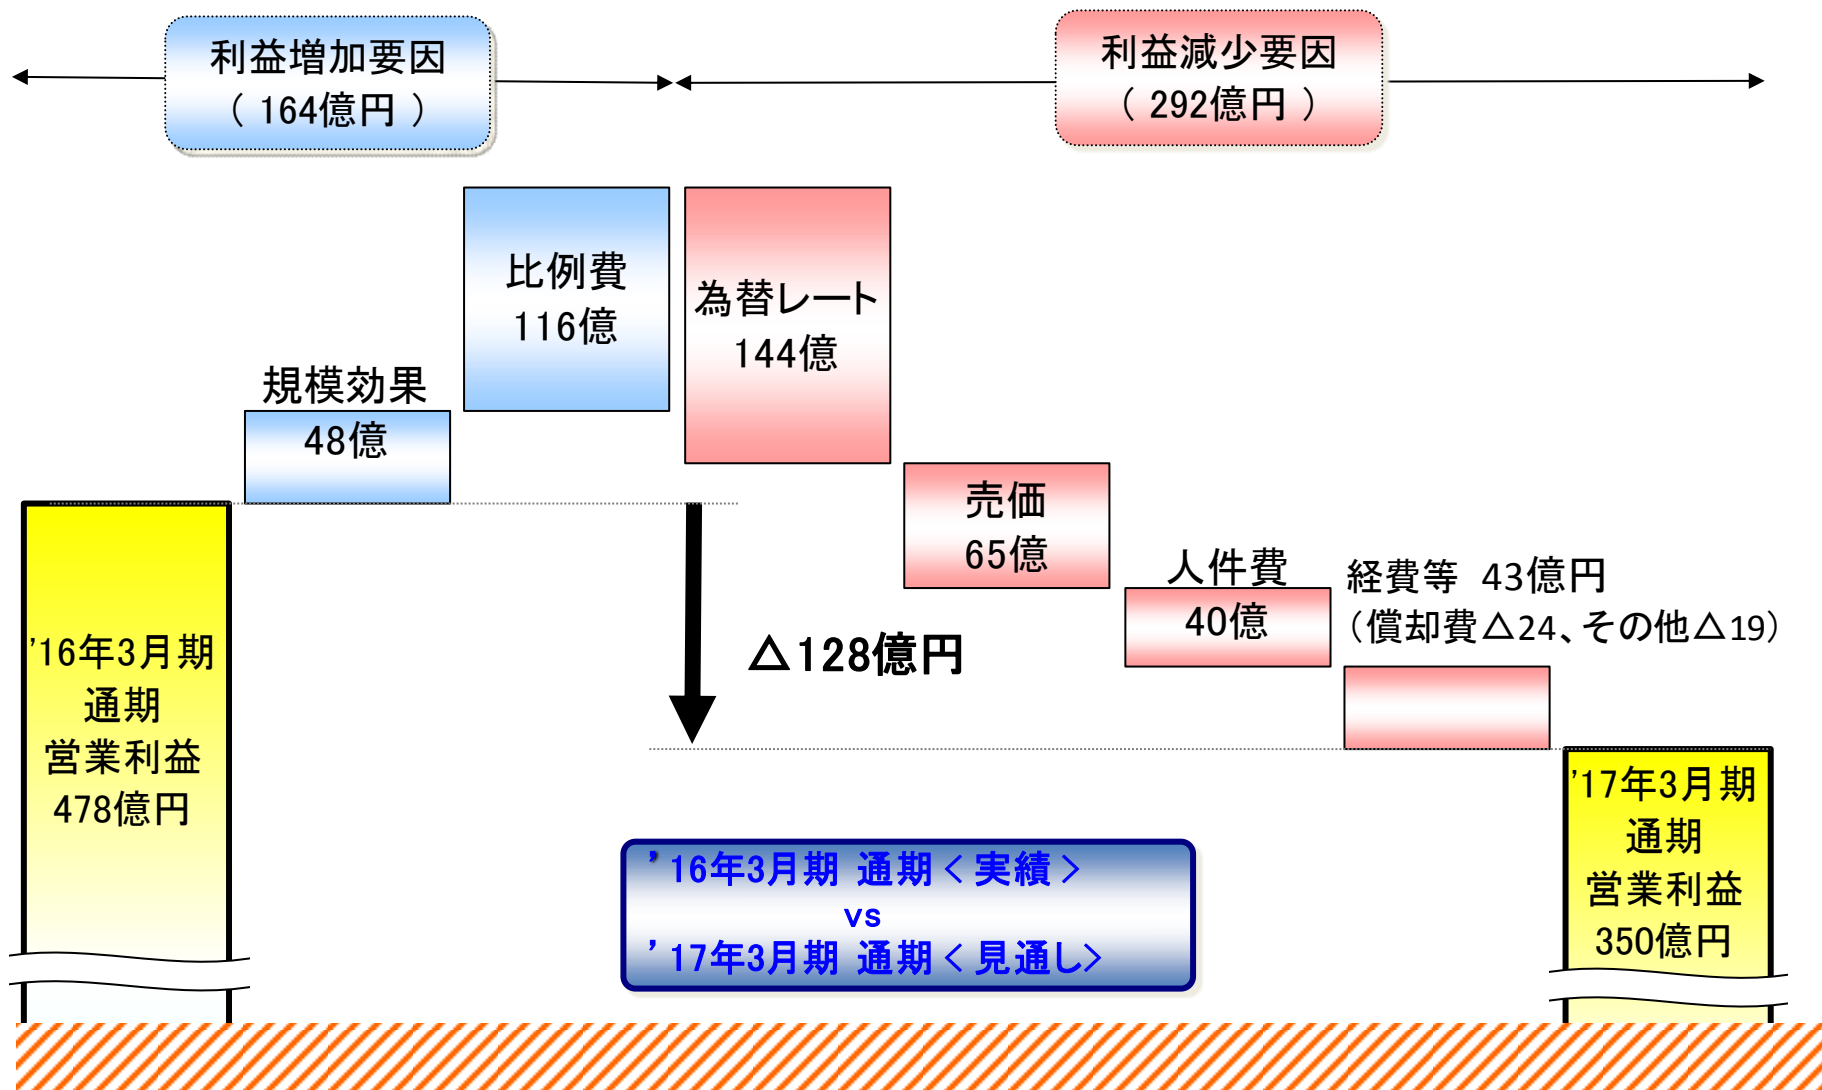 利益増加要因
（ 164億円 ）
利益減少要因
（ 292億円 ）
比例費
116億
為替レート
144億
規模効果
48億
売価
65億
人件費
40億
経費等 43億円
（償却費△24、その他△19）
△128億円
'16年3月期
通期
営業利益
478億円
'17年3月期
通期
営業利益
350億円
’16年3月期 通期＜実績＞
vs
’17年3月期 通期＜見通し＞